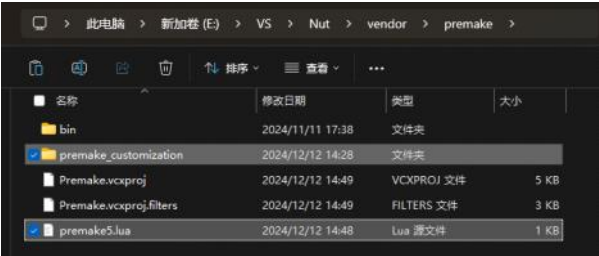 此电脑 > 新加卷 (E:) > VS > Nut > vendor > premake >
排序 查看 ...
名称 修改日期 类型 大小
bin 2024/11/11 17:38 文件夹
premake_customization 2024/12/12 14:28 文件夹
Premake.vcxproj 2024/12/12 14:49 VCXPROJ 文件 5 KB
Premake.vcxproj.filters 2024/12/12 14:49 FILTERS 文件 3 KB
premake5.lua 2024/12/12 14:48 Lua 源文件 1 KB